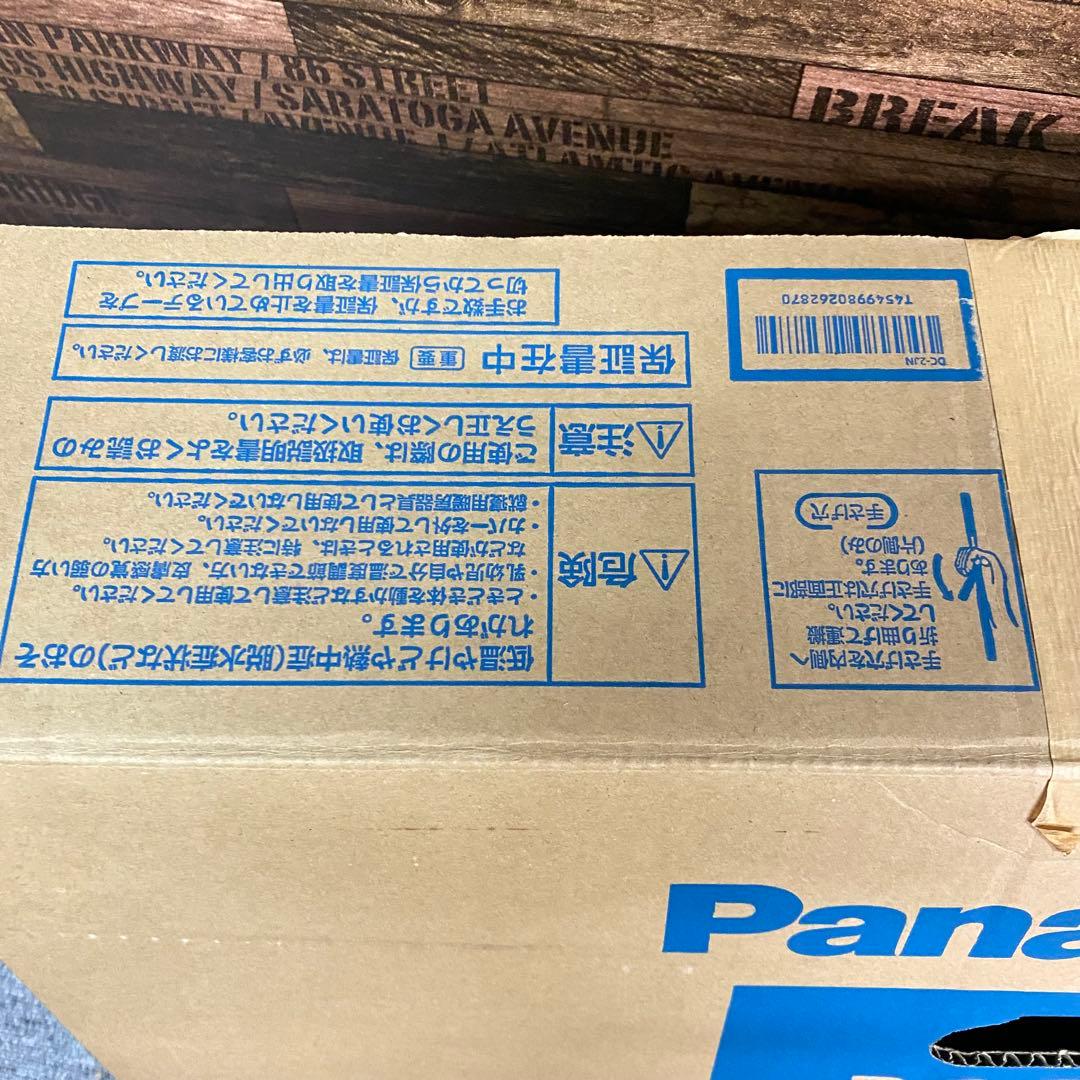 N PARKWAY / 86 STREET
SS HIGHWAY / SARATOGA AVENUE
AVENUE J / ATLANTIC AVENUE
BREAK
BRIDGE
お手数ですが、保証書を止めているテープを
切ってから保証書を取り出してください。
保証書在中 重要 保証書は、必ずお客様にお渡しください。
注意
ご使用の際は、取扱説明書をよくお読みの
うえ正しくお使いください。
危険
低温やけどや熱中症(脱水症状など)のおそ
れがあります。
・ときどき体を動かすなど注意して使用してください。
・乳幼児や自分で温度調節できない方、皮膚感覚の弱い方
などが使用されるときは、特に注意してください。
・カバーを外して使用しないでください。
・就寝用暖房器具として使用しないでください。
DC-2JN
T4549980262870
手さげ穴を内側へ
折り曲げて運搬
してください。
手さげ穴は正面部に
あります。
(片側のみ)
手さげ穴
Pana